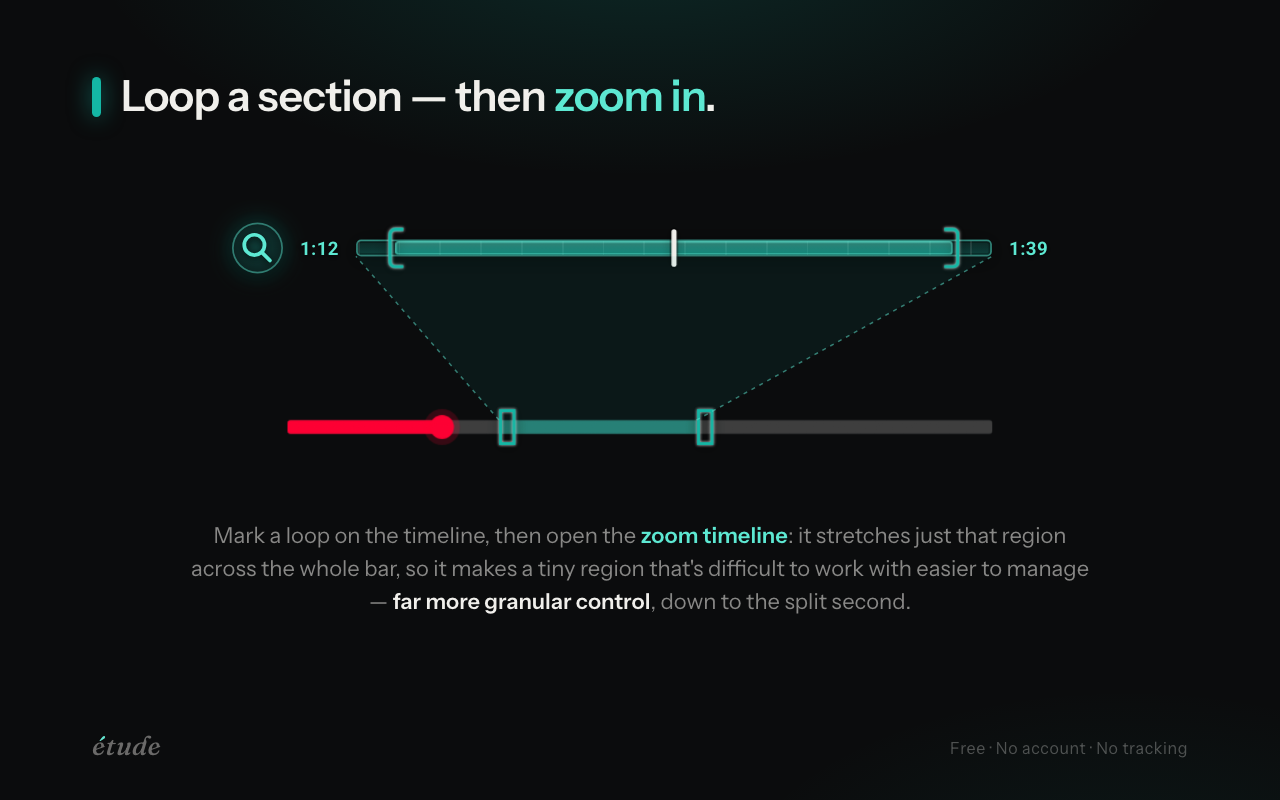 Loop a section — then zoom in.
1:12
1:39
Mark a loop on the timeline, then open the zoom timeline: it stretches just that region
across the whole bar, so it makes a tiny region that's difficult to work with easier to manage
— far more granular control, down to the split second.
étude
Free · No account · No tracking